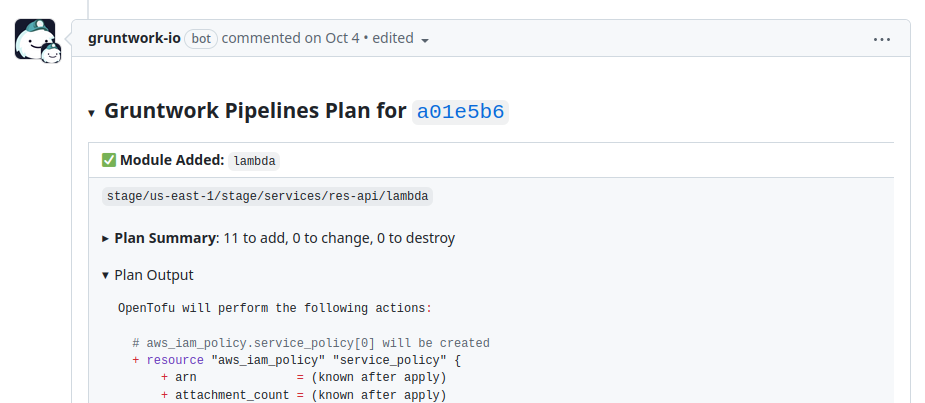 gruntwork-io bot commented on Oct 4 • edited
Gruntwork Pipelines Plan for a01e5b6
Module Added: lambda
stage/us-east-1/stage/services/res-api/lambda
Plan Summary: 11 to add, 0 to change, 0 to destroy
Plan Output
OpenTofu will perform the following actions:
# aws_iam_policy.service_policy[0] will be created
+ resource "aws_iam_policy" "service_policy" {
+ arn = (known after apply)
+ attachment_count = (known after apply)